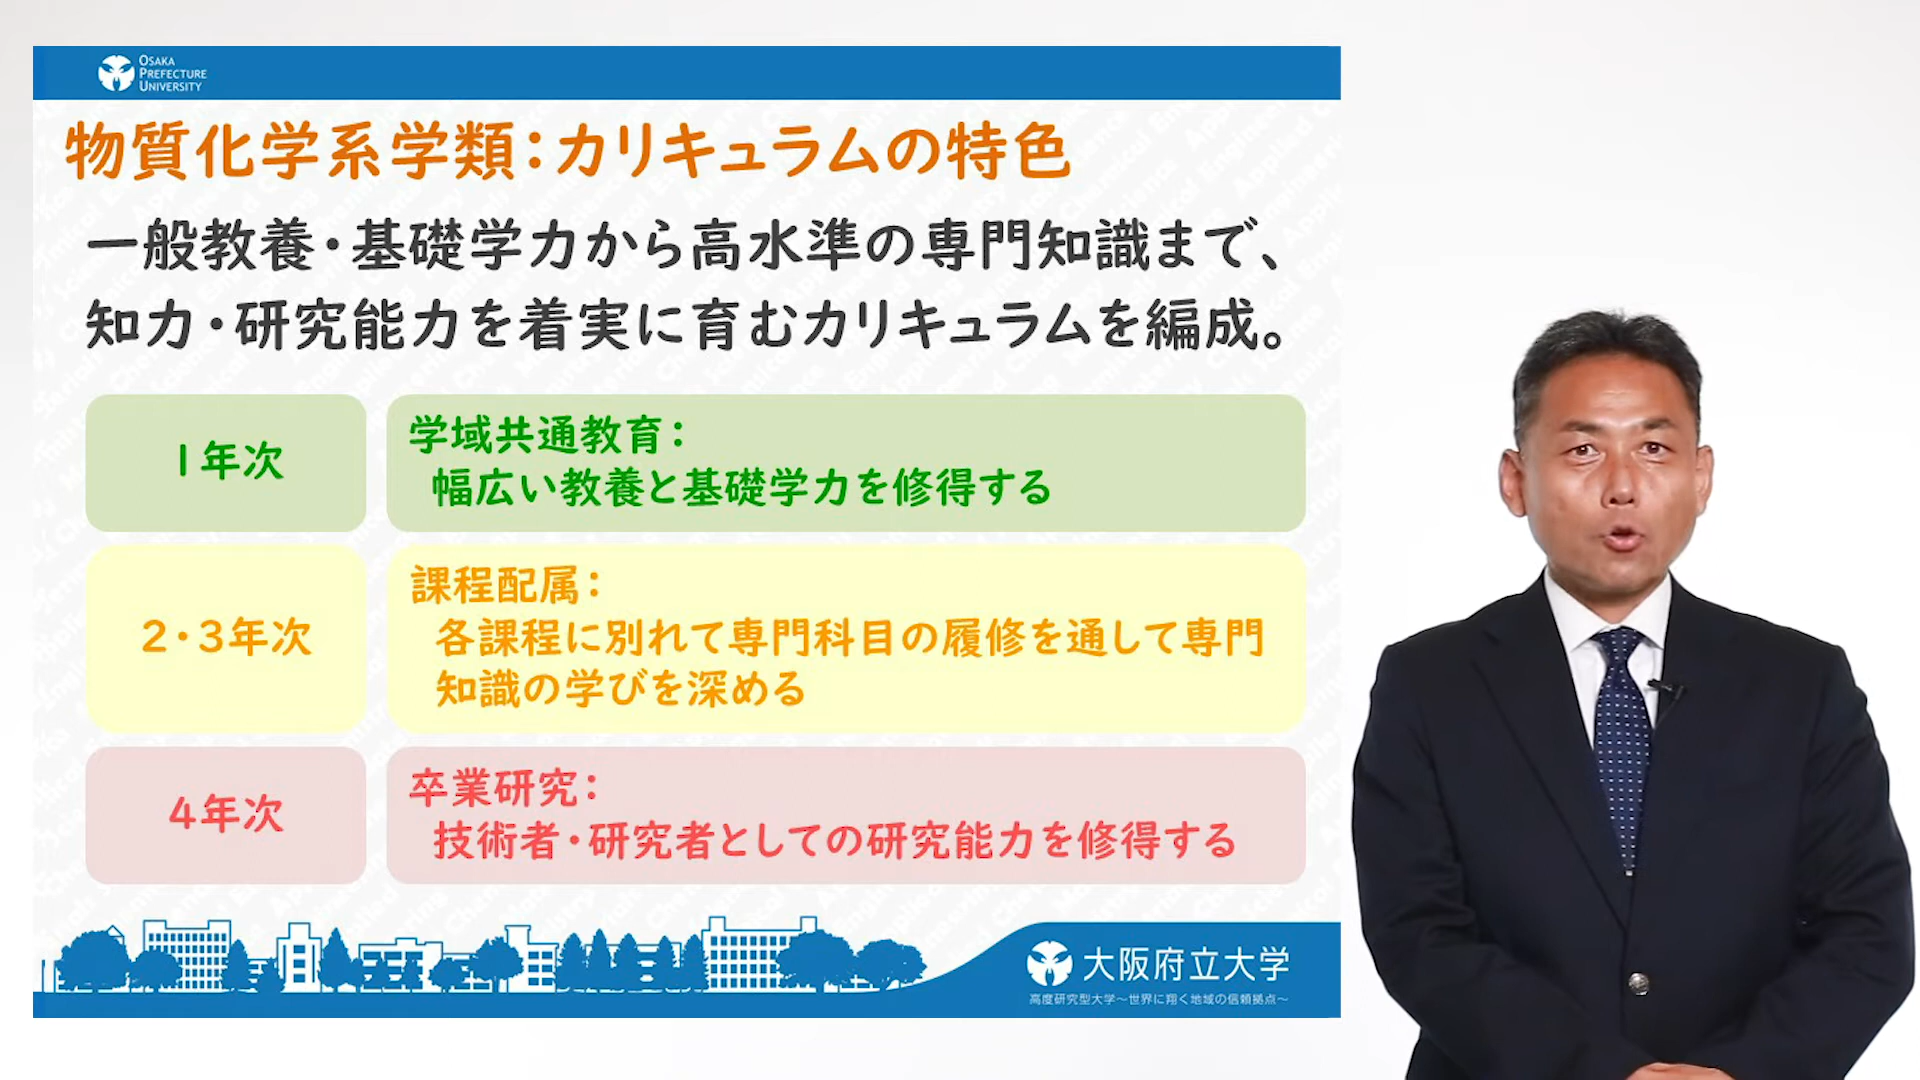 OSAKA
PREFECTURE
UNIVERSITY
物質化学系学類：カリキュラムの特色
一般教養・基礎学力から高水準の専門知識まで、
知力・研究能力を着実に育むカリキュラムを編成。
1年次
学域共通教育：
幅広い教養と基礎学力を修得する
2・3年次
課程配属：
各課程に別れて専門科目の履修を通して専門
知識の学びを深める
4年次
卒業研究：
技術者・研究者としての研究能力を修得する
大阪府立大学
高度研究型大学～世界に翔く地域の信頼拠点～